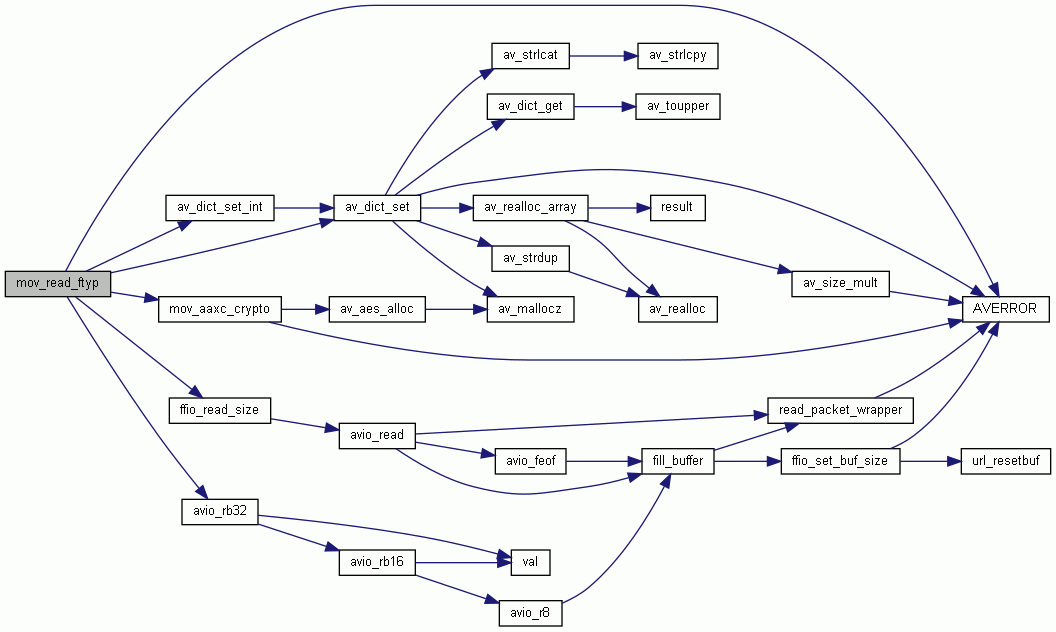 av_strlcat
av_strlcpy
av_dict_get
av_toupper
av_dict_set_int
av_dict_set
av_realloc_array
result
av_strdup
mov_read_ftyp
av_size_mult
mov_aaxc_crypto
av_aes_alloc
av_mallocz
av_realloc
AVERROR
ffio_read_size
read_packet_wrapper
avio_read
avio_feof
fill_buffer
ffio_set_buf_size
url_resetbuf
avio_rb32
avio_rb16
val
avio_r8